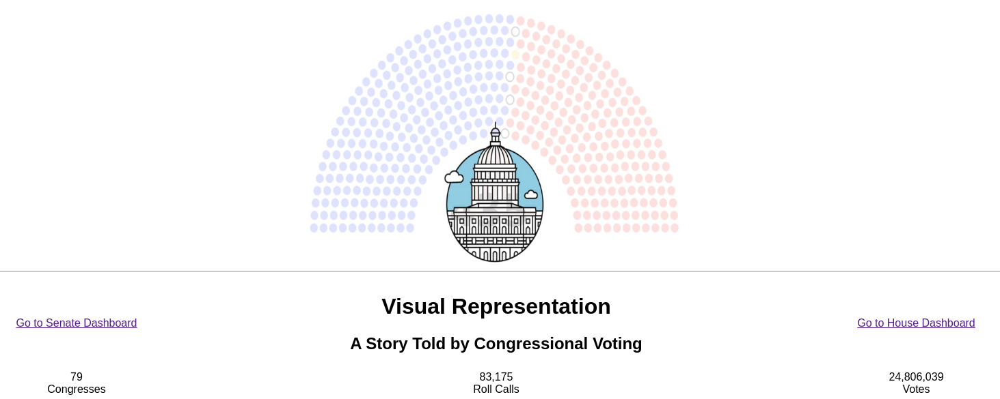 Visual Representation
Go to Senate Dashboard
Go to House Dashboard
A Story Told by Congressional Voting
79
83,175
24,806,039
Congresses
Roll Calls
Votes